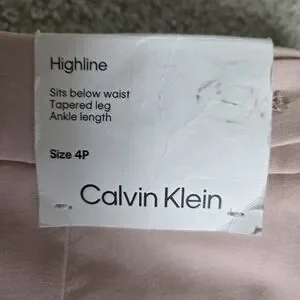 Highline
Sits below waist
Tapered leg
Ankle length
Size 4P
Calvin Klein